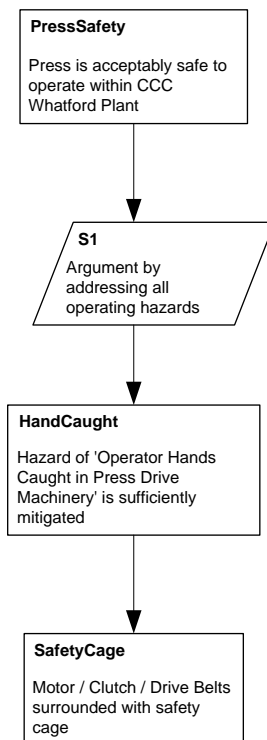 PressSafety
Press is acceptably safe to
operate within CCC
Whatford Plant
S1
Argument by
addressing all
operating hazards
HandCaught
Hazard of 'Operator Hands
Caught in Press Drive
Machinery' is sufficiently
mitigated
SafetyCage
Motor / Clutch / Drive Belts
surrounded with safety
cage